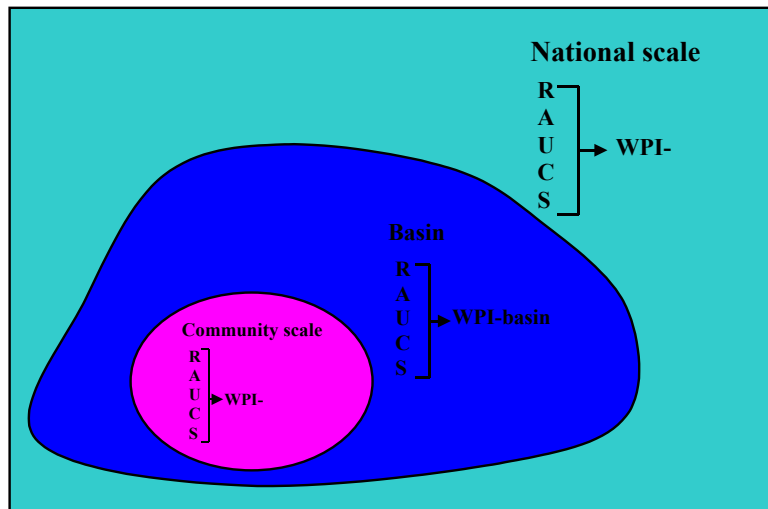 National scale
R
A
U
C
S
WPI-
Basin
R
A
U
C
S
WPI-basin
Community scale
R
A
U
C
S
WPI-